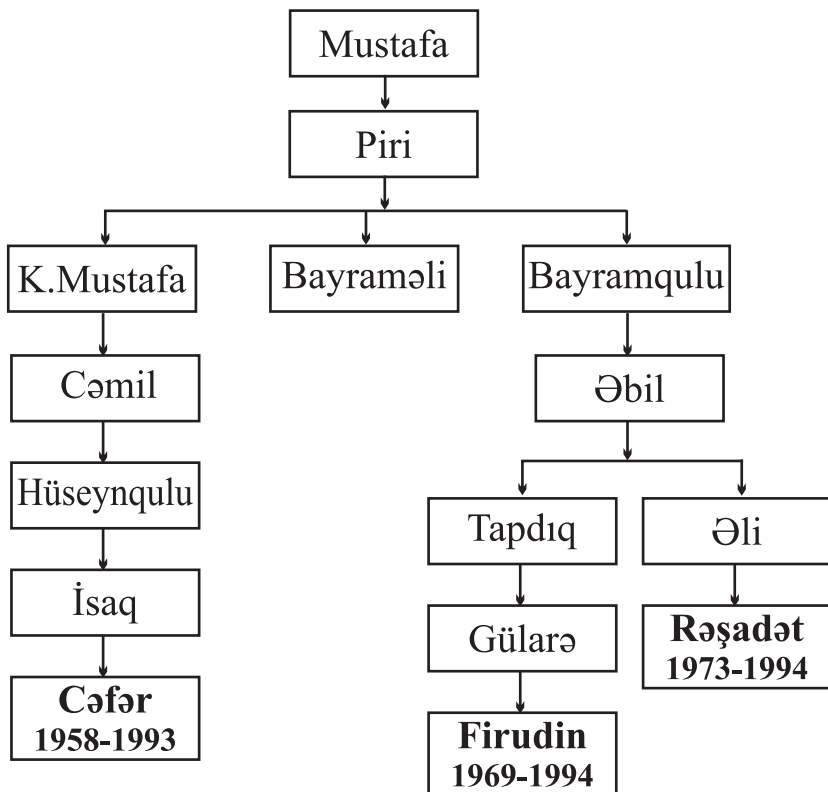 Mustafa
Piri
K.Mustafa
Bayraməli
Bayramqulu
Cəmil
Əbil
Hüseynqulu
Tapdıq
Əli
İsaq
Gülarə
Rəşadət
1973-1994
Cəfər
1958-1993
Firudin
1969-1994